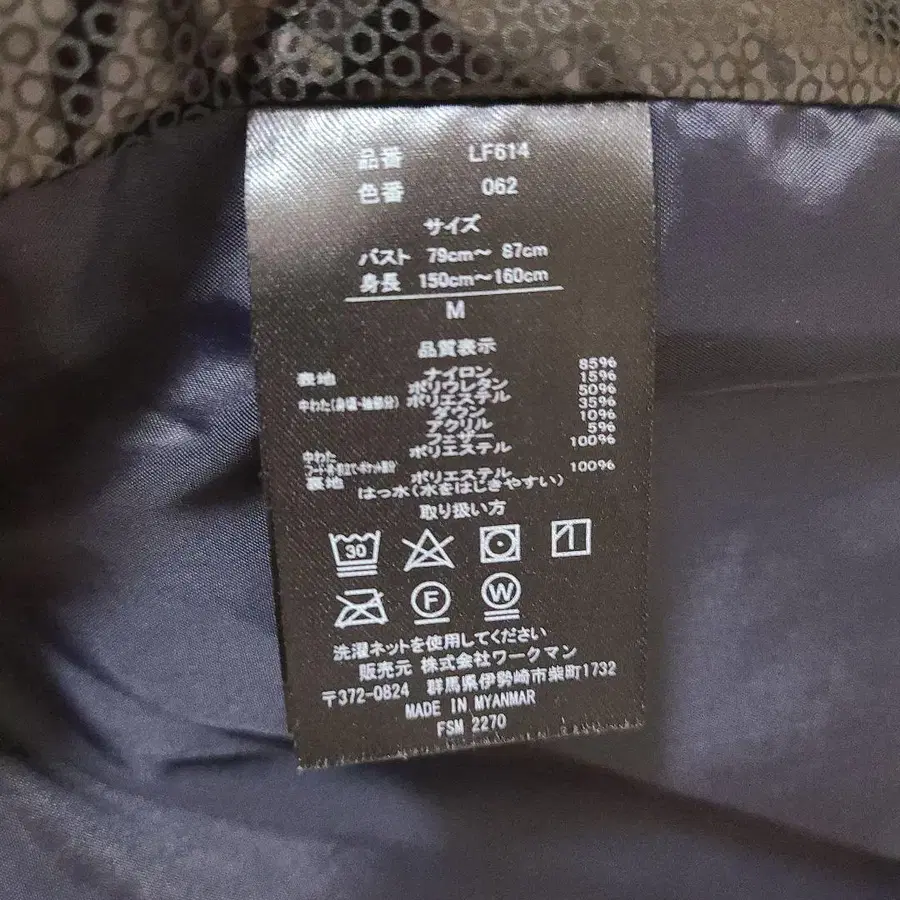 品番 LF614
色番 062
サイズ
バスト 79cm～ 87cm
身長 150cm～160cm
M
品質表示
表地 ナイロン 85%
ポリウレタン 15%
中わた(身頃・袖部分) ポリエステル 50%
ダウン 35%
アクリル 10%
フェザー 5%
中わた ポリエステル 100%
裏地 ポリエステル 100%
はっ水(水をはじきやすい)
取り扱い方
30
F W
洗濯ネットを使用してください
販売元 株式会社ワークマン
〒372-0824 群馬県伊勢崎市柴町1732
MADE IN MYANMAR
FSM 2270